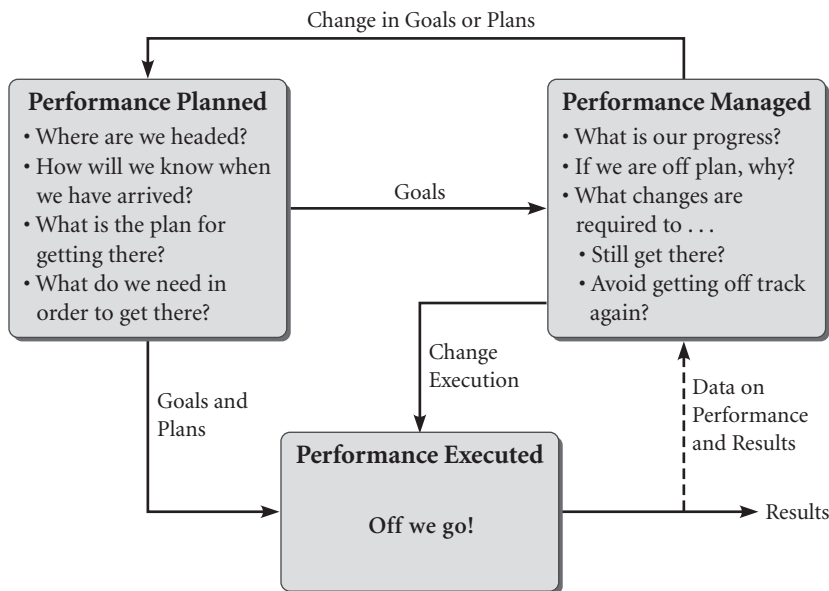 Change in Goals or Plans
Performance Planned
• Where are we headed?
• How will we know when
we have arrived?
• What is the plan for
getting there?
• What do we need in
order to get there?
Goals
Performance Managed
• What is our progress?
• If we are off plan, why?
• What changes are
required to . . .
• Still get there?
• Avoid getting off track
again?
Goals and
Plans
Change
Execution
Data on
Performance
and Results
Performance Executed
Off we go!
Results